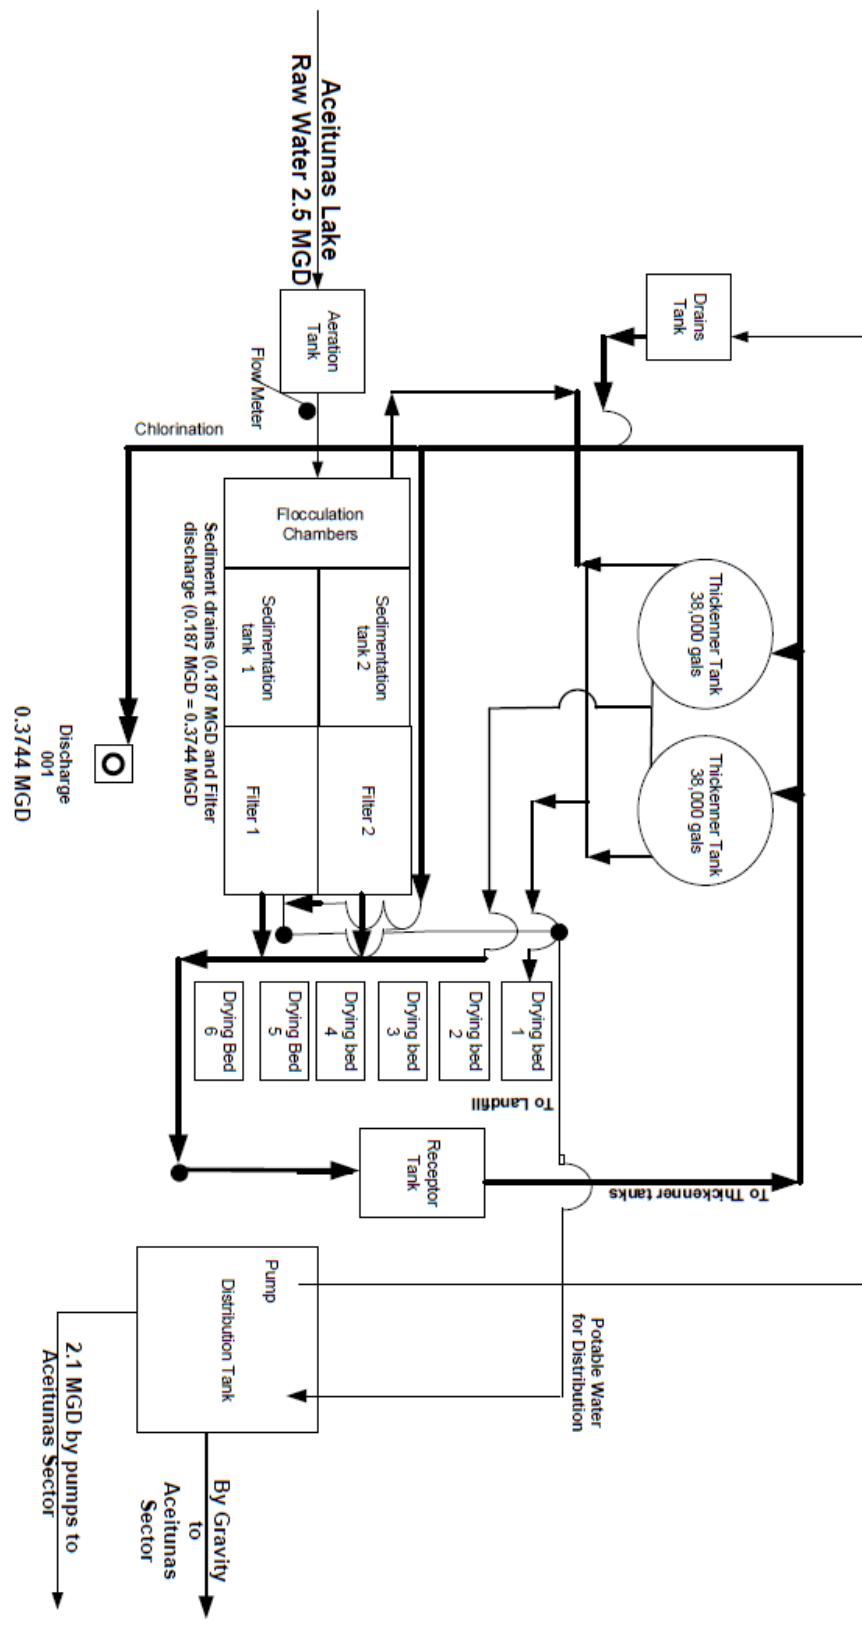 Aceitunas Lake
Raw Water 2.5 MGD
Aeration
Tank
Flow Meter
Drains
Tank
Chlorination
Flocculation
Chambers
Sedimentation
tank 1
Sedimentation
tank 2
Filter 1
Filter 2
Sediment drains (0.187 MGD and Filter
discharge (0.187 MGD = 0.3744 MGD
Discharge
001
0.3744 MGD
Thickenner Tank
38,000 gals
Thickenner Tank
38,000 gals
Drying bed
1
Drying bed
2
Drying bed
3
Drying bed
4
Drying Bed
5
Drying Bed
6
To Landfill
Receptor
Tank
To Thickenner tanks
Pump
Distribution Tank
Potable Water
for Distribution
2.1 MGD by pumps to
Aceitunas Sector
By Gravity
to
Aceitunas
Sector